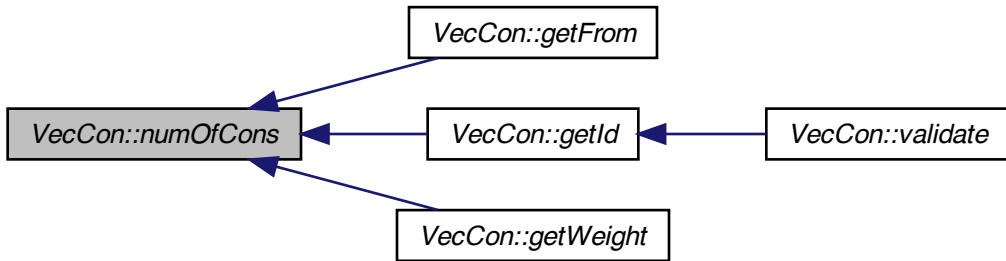 VecCon::getFrom
VecCon::numOfCons
VecCon::getId
VecCon::validate
VecCon::getWeight